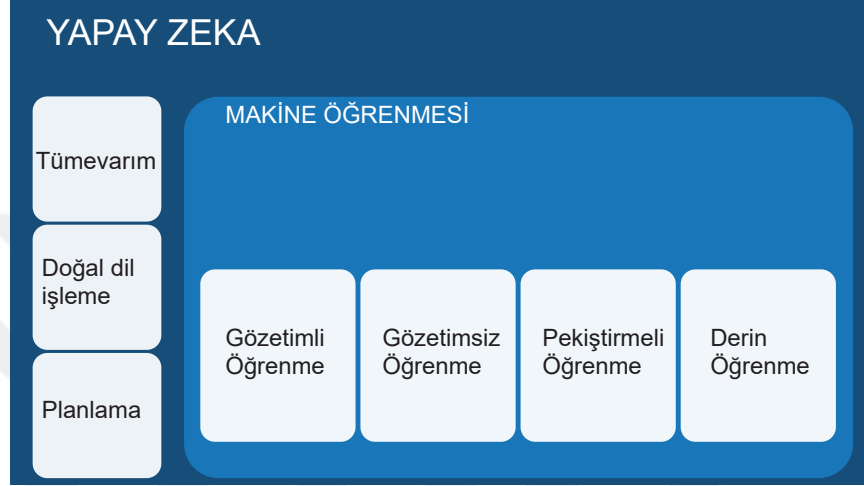 YAPAY ZEKA
MAKİNE ÖĞRENMESİ
Tümevarım
Doğal dil
işleme
Planlama
Gözetimli
Öğrenme
Gözetimsiz
Öğrenme
Pekiştirmeli
Öğrenme
Derin
Öğrenme